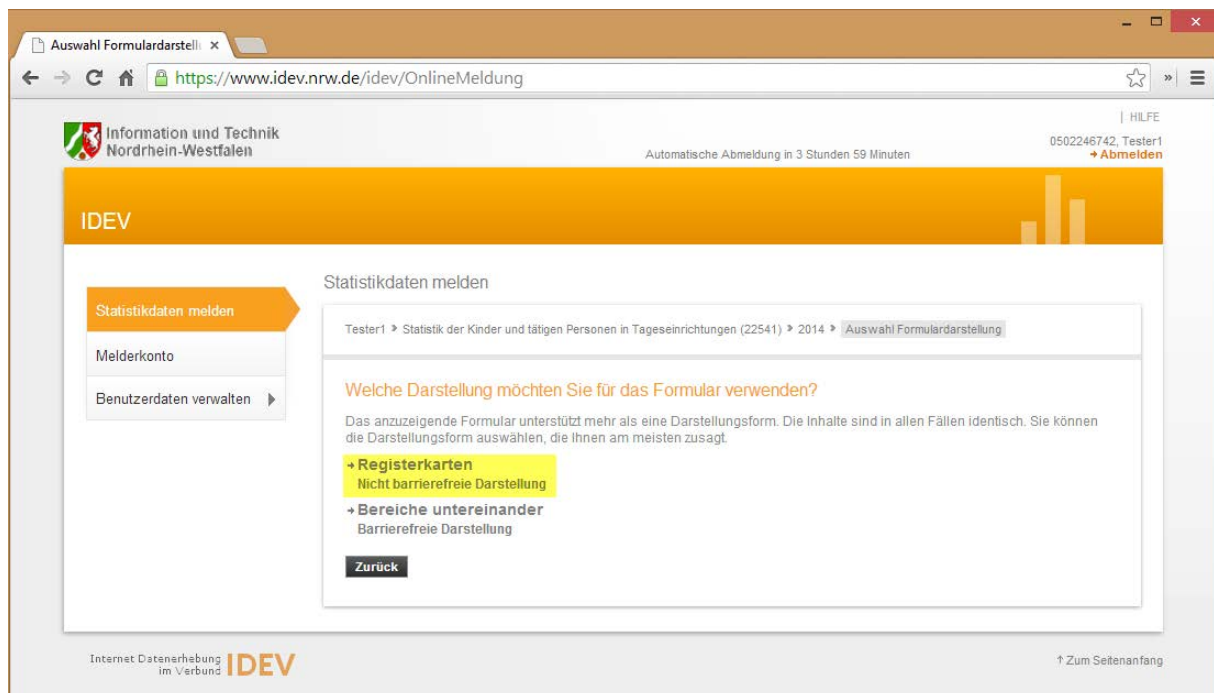 Auswahl Formulardarstell
https://www.idev.nrw.de/idev/OnlineMeldung
| HILFE
Information und Technik
Nordrhein-Westfalen
Automatische Abmeldung in 3 Stunden 59 Minuten
0502246742, Tester1
Abmelden
IDEV
Statistikdaten melden
Melderkonto
Benutzerdaten verwalten
Statistikdaten melden
Tester1 Statistik der Kinder und tätigen Personen in Tageseinrichtungen (22541) 2014 Auswahl Formulardarstellung
Welche Darstellung möchten Sie für das Formular verwenden?
Das anzuzeigende Formular unterstützt mehr als eine Darstellungsform. Die Inhalte sind in allen Fällen identisch. Sie können
die Darstellungsform auswählen, die Ihnen am meisten zusagt.
Registerkarten
Nicht barrierefreie Darstellung
Bereiche untereinander
Barrierefreie Darstellung
Zurück
Internet Datenerhebung
im Verbund IDEV
↑ Zum Seitenanfang